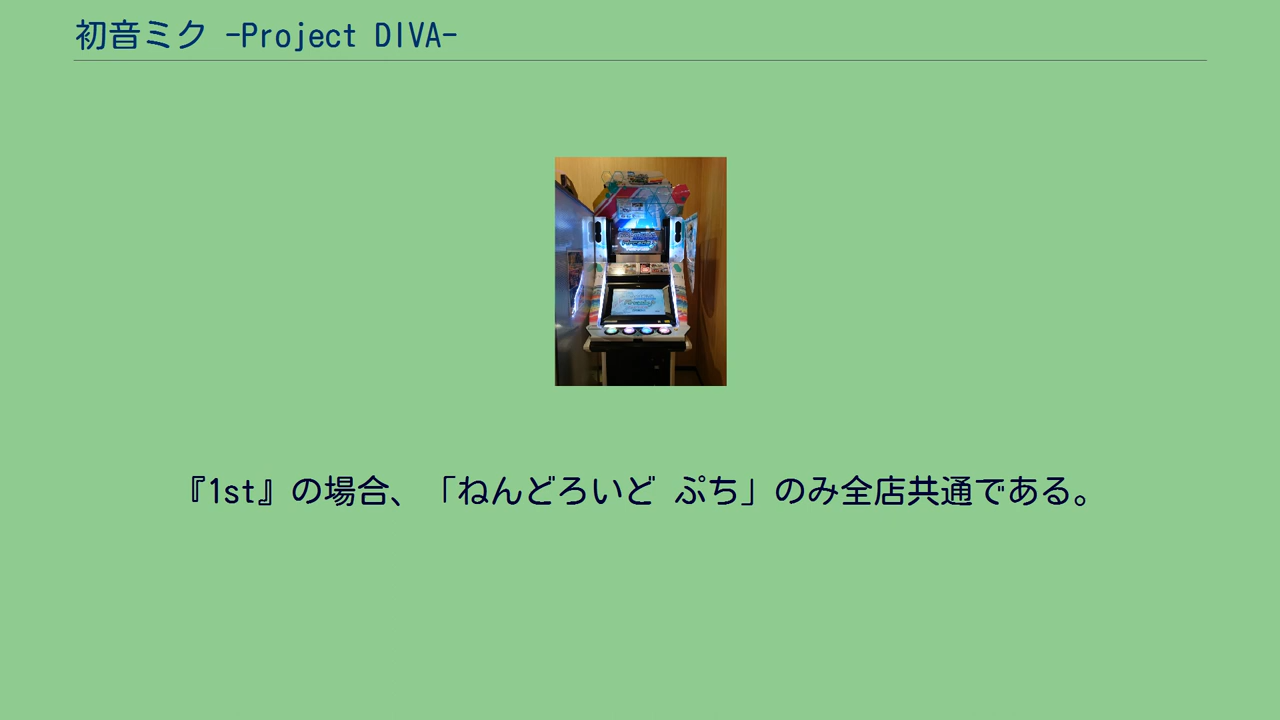 初音ミク -Project DIVA-
『1st』の場合、「ねんどろいど ぷち」のみ全店共通である。